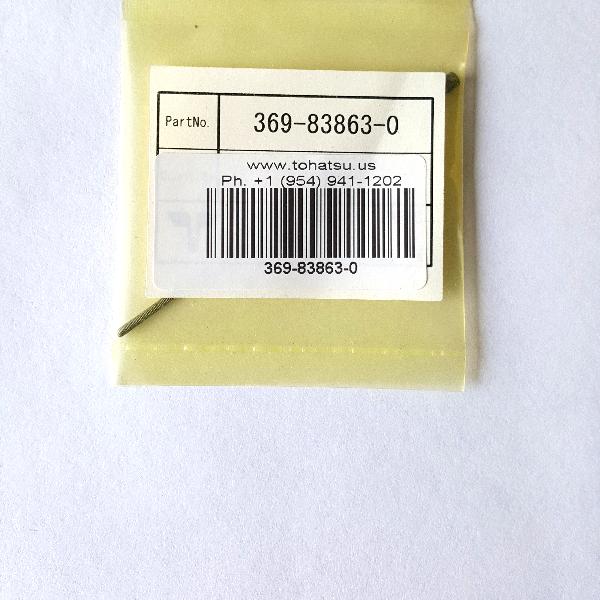 PartNo. 369-83863-0
www.tohatsu.us
Ph. +1 (954) 941-1202
369-83863-0